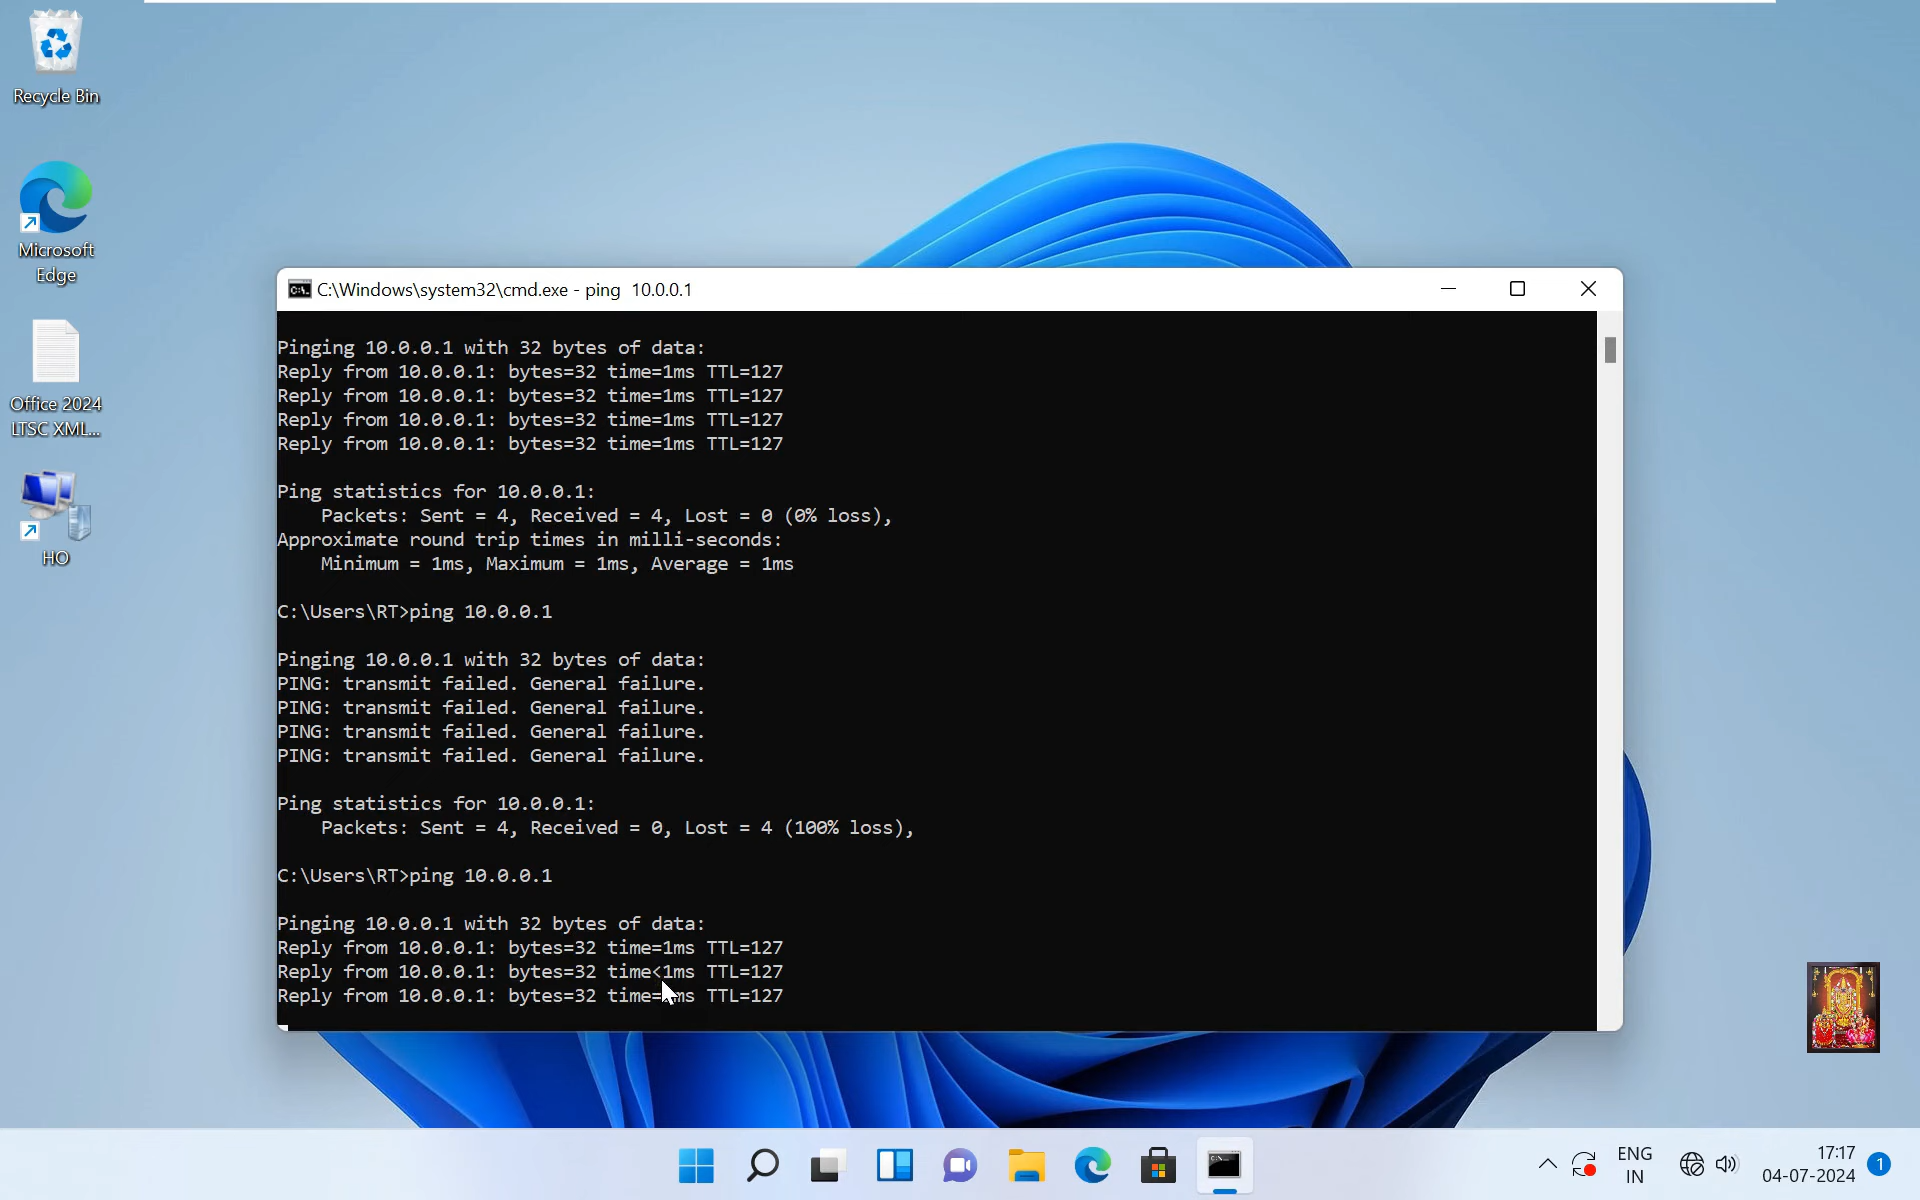 Recycle Bin
Microsoft
Edge
Office 2024
LTSC XML...
HO
C:\Windows\system32\cmd.exe - ping  10.0.0.1
Pinging 10.0.0.1 with 32 bytes of data:
Reply from 10.0.0.1: bytes=32 time=1ms TTL=127
Reply from 10.0.0.1: bytes=32 time=1ms TTL=127
Reply from 10.0.0.1: bytes=32 time=1ms TTL=127
Reply from 10.0.0.1: bytes=32 time=1ms TTL=127
Ping statistics for 10.0.0.1:
Packets: Sent = 4, Received = 4, Lost = 0 (0% loss),
Approximate round trip times in milli-seconds:
Minimum = 1ms, Maximum = 1ms, Average = 1ms
C:\Users\RT>ping 10.0.0.1
Pinging 10.0.0.1 with 32 bytes of data:
PING: transmit failed. General failure.
PING: transmit failed. General failure.
PING: transmit failed. General failure.
PING: transmit failed. General failure.
Ping statistics for 10.0.0.1:
Packets: Sent = 4, Received = 0, Lost = 4 (100% loss),
C:\Users\RT>ping 10.0.0.1
Pinging 10.0.0.1 with 32 bytes of data:
Reply from 10.0.0.1: bytes=32 time=1ms TTL=127
Reply from 10.0.0.1: bytes=32 time<1ms TTL=127
Reply from 10.0.0.1: bytes=32 TTL=127
ENG
IN
17:17
04-07-2024
1